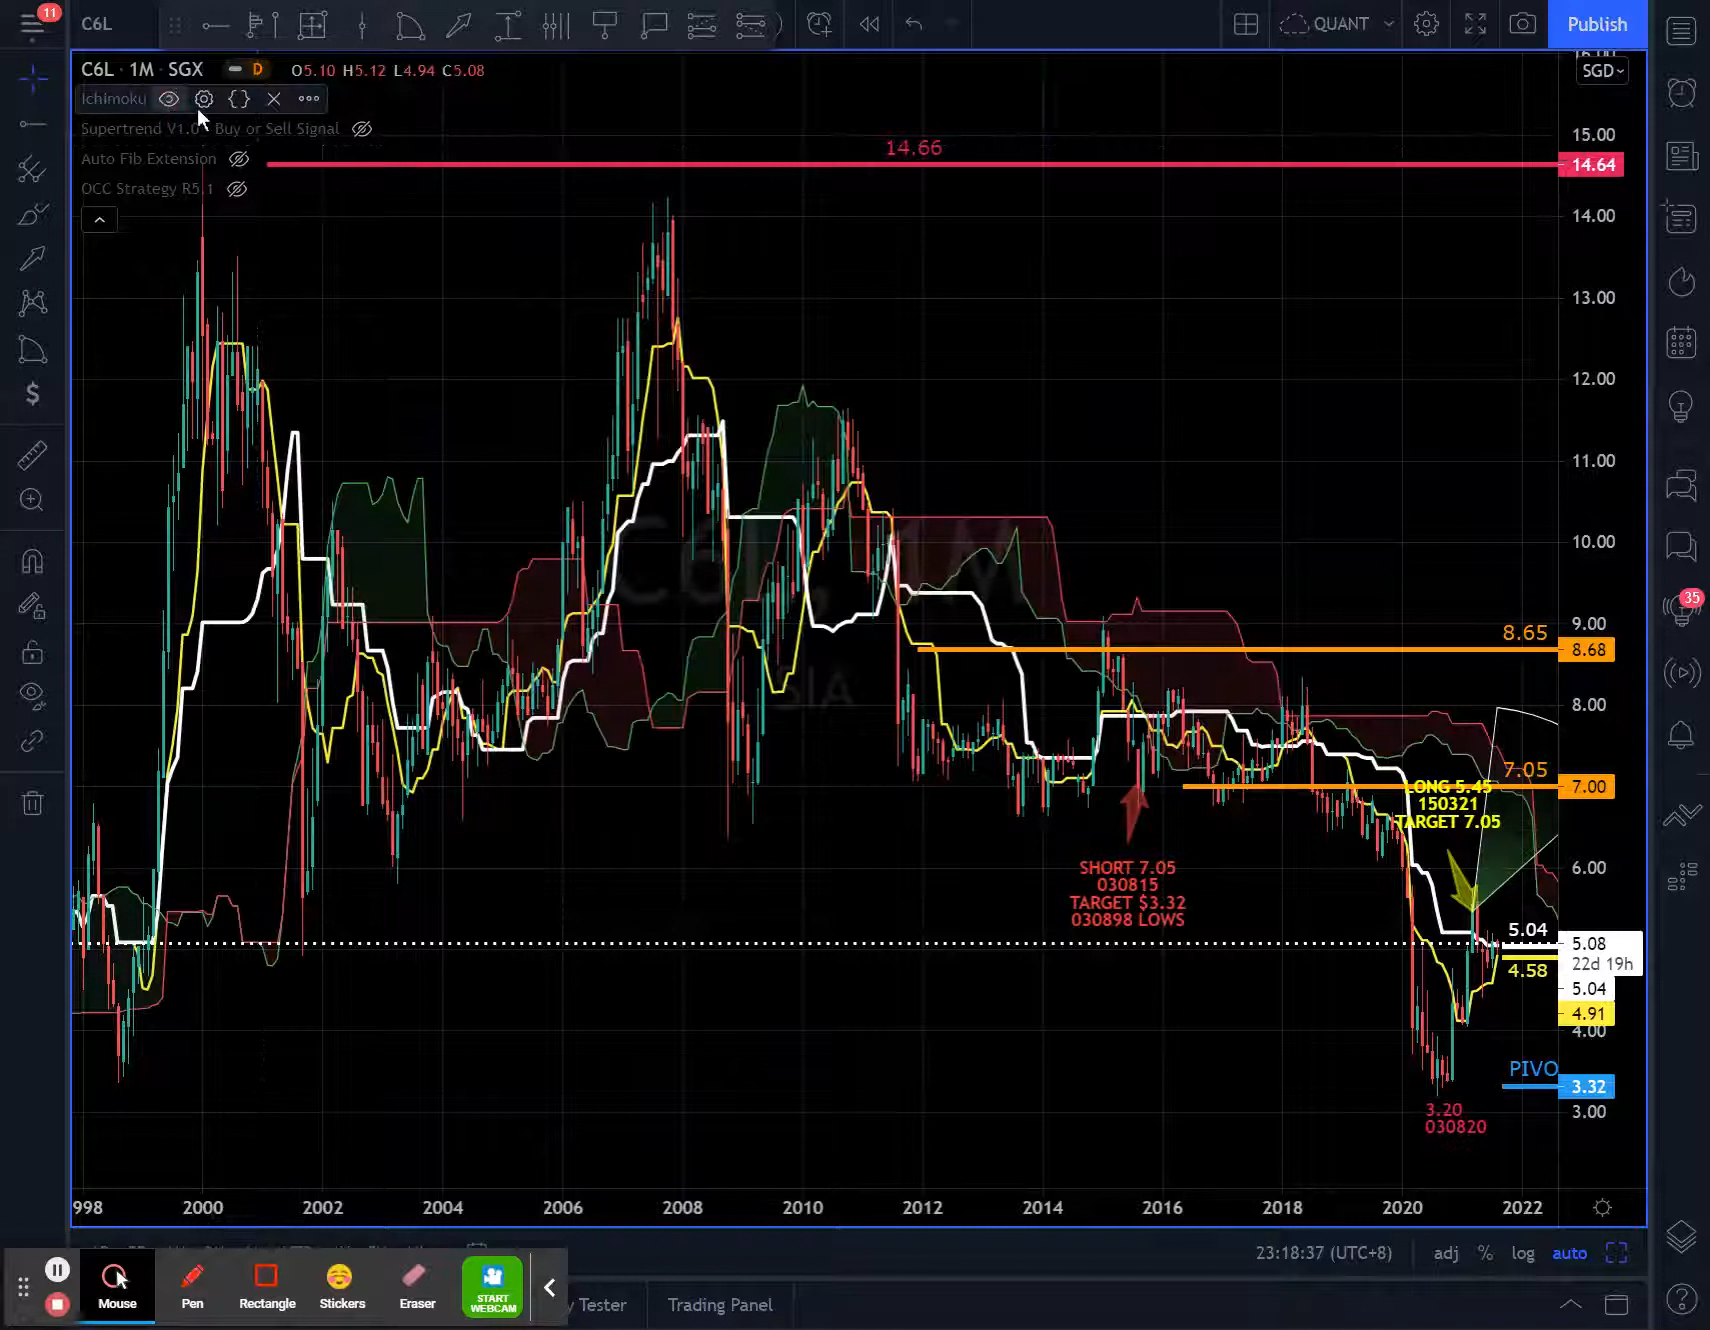 11
C6L
QUANT
Publish
C6L · 1M · SGX
D
O5.10 H5.12 L4.94 C5.08
SGD
Ichimoku
Supertrend V1.0 Buy or Sell Signal
Auto Fib Extension
OCC Strategy R5.1
14.66
15.00
14.64
14.00
13.00
12.00
11.00
10.00
C6L, 1M
SIA
9.00
8.65
8.68
8.00
7.05
7.00
LONG 5.45
150321
TARGET 7.05
6.00
SHORT 7.05
030815
TARGET $3.32
030898 LOWS
5.04
5.08
22d 19h
4.58
5.04
4.91
4.00
PIVO
3.32
3.00
3.20
030820
35
998 2000 2002 2004 2006 2008 2010 2012 2014 2016 2018 2020 2022
23:18:37 (UTC+8)
adj % log auto
Mouse
Pen
Rectangle
Stickers
Eraser
START
WEBCAM
y Tester
Trading Panel